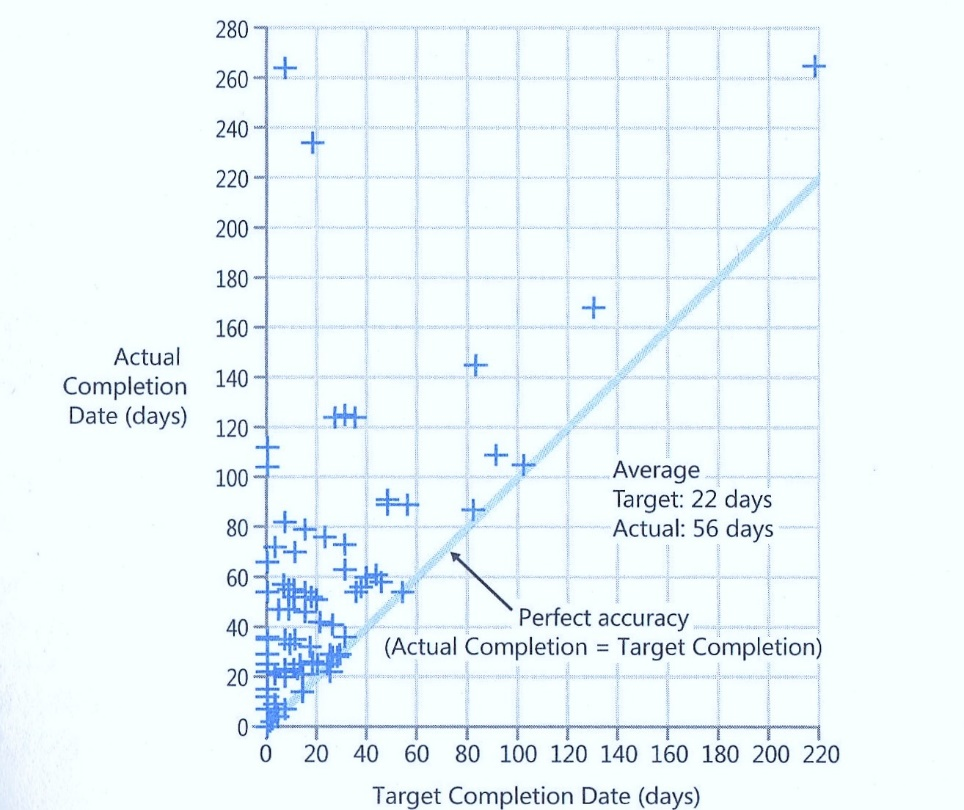 280
260
240
220
200
180
160
140
120
100
80
60
40
20
0
Actual
Completion
Date (days)
Average
Target: 22 days
Actual: 56 days
Perfect accuracy
(Actual Completion = Target Completion)
0 20 40 60 80 100 120 140 160 180 200 220
Target Completion Date (days)